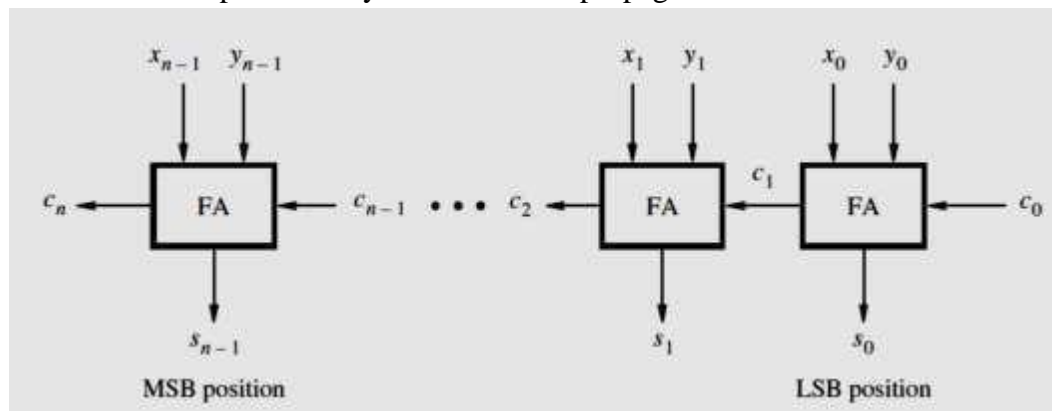 x_{n-1} y_{n-1} x_1 y_1 x_0 y_0
c_n FA c_{n-1} c_2 FA c_1 FA c_0
s_{n-1} s_1 s_0
MSB position LSB position